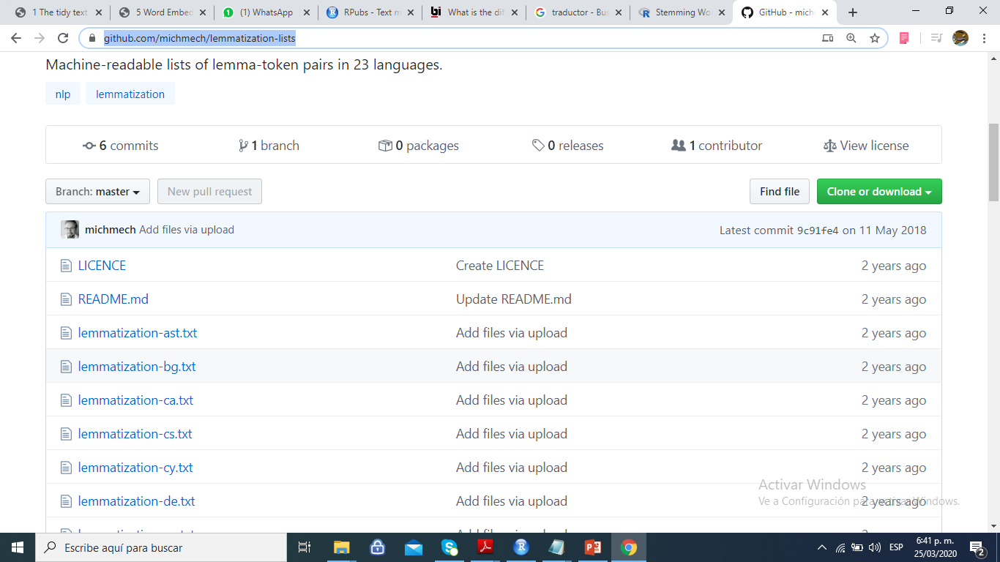 1 The tidy text
5 Word Embed
(1) WhatsApp
RPubs - Text m
What is the dif
traductor - Bus
Stemming Wo
GitHub - mich
github.com/michmech/lemmatization-lists
Machine-readable lists of lemma-token pairs in 23 languages.
nlp lemmatization
6 commits 1 branch 0 packages 0 releases 1 contributor View license
Branch: master New pull request Find file Clone or download
michmech Add files via upload Latest commit 9c91fe4 on 11 May 2018
LICENCE Create LICENCE 2 years ago
README.md Update README.md 2 years ago
lemmatization-ast.txt Add files via upload 2 years ago
lemmatization-bg.txt Add files via upload 2 years ago
lemmatization-ca.txt Add files via upload 2 years ago
lemmatization-cs.txt Add files via upload 2 years ago
lemmatization-cy.txt Add files via upload 2 years ago
Activar Windows
lemmatization-de.txt Add files via upload 2 years ago
Ve a Configuración para activar Windows.
Escribe aquí para buscar
ESP
6:41 p. m.
25/03/2020
2